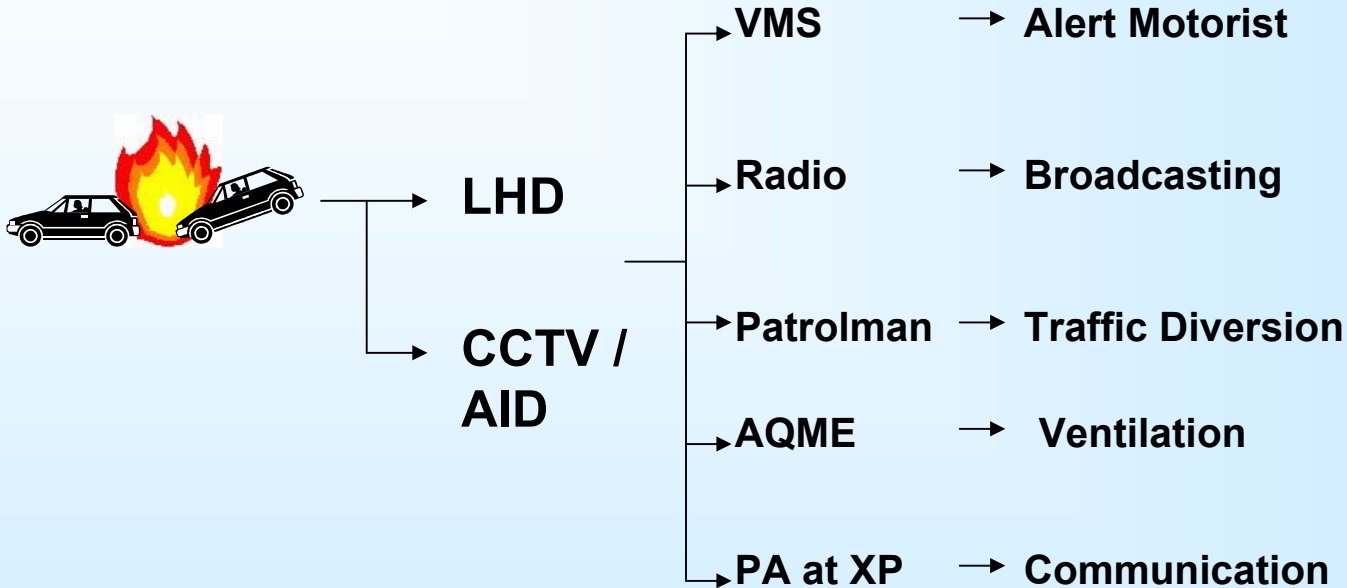 LHD
CCTV /
AID
VMS
Alert Motorist
Radio
Broadcasting
Patrolman
Traffic Diversion
AQME
Ventilation
PA at XP
Communication